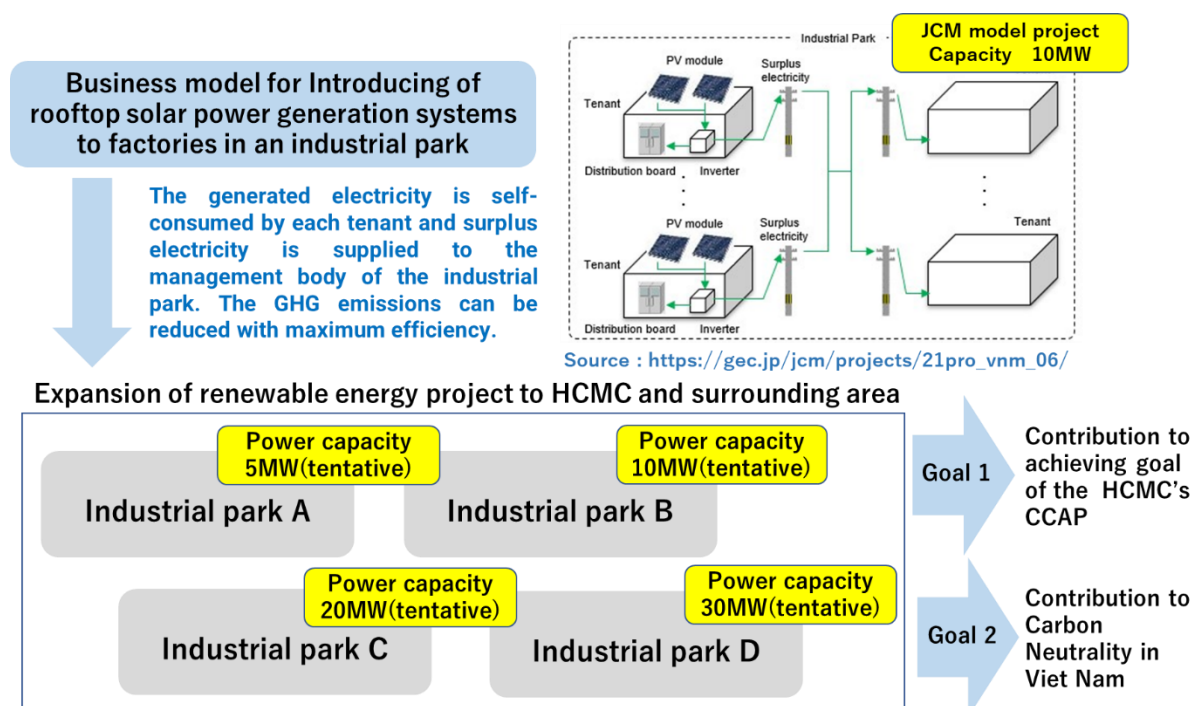 Business model for Introducing of
rooftop solar power generation systems
to factories in an industrial park
The generated electricity is self-
consumed by each tenant and surplus
electricity is supplied to the
management body of the industrial
park. The GHG emissions can be
reduced with maximum efficiency.
Industrial Park
JCM model project
Capacity 10MW
PV module
Surplus
electricity
Tenant
Distribution board
Inverter
PV module
Surplus
electricity
Tenant
Tenant
Distribution board
Inverter
Source : https://gec.jp/jcm/projects/21pro_vnm_06/
Expansion of renewable energy project to HCMC and surrounding area
Power capacity
5MW(tentative)
Industrial park A
Power capacity
10MW(tentative)
Industrial park B
Power capacity
20MW(tentative)
Industrial park C
Power capacity
30MW(tentative)
Industrial park D
Goal 1
Contribution to
achieving goal
of the HCMC's
CCAP
Goal 2
Contribution to
Carbon
Neutrality in
Viet Nam